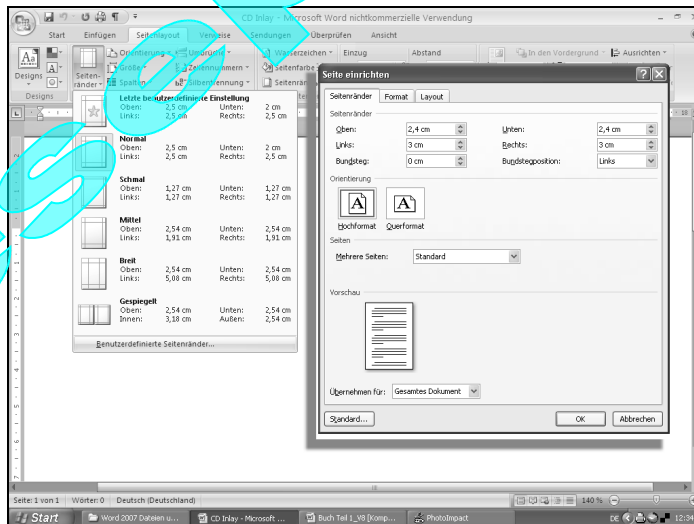 CD Inlay - Microsoft Word nichtkommerzielle Verwendung
Start Einfügen Seitenlayout Verweise Sendungen Überprüfen Ansicht
Designs
Seiten-
ränder
Orientierung
Größe
Spalten
Umbrüche
Zeilennummern
Silbentrennung
Wasserzeichen
Seitenfarbe
Seitenränder
Einzug Abstand
In den Vordergrund
Ausrichten
Designs
Letzte benutzerdefinierte Einstellung
Oben: 2,5 cm Unten: 2 cm
Links: 2,5 cm Rechts: 2 cm
Normal
Oben: 2,5 cm Unten: 2 cm
Links: 2,5 cm Rechts: 2,5 cm
Schmal
Oben: 1,27 cm Unten: 1,27 cm
Links: 1,27 cm Rechts: 1,27 cm
Mittel
Oben: 2,54 cm Unten: 2,54 cm
Links: 1,91 cm Rechts: 1,91 cm
Breit
Oben: 2,54 cm Unten: 2,54 cm
Links: 5,08 cm Rechts: 5,08 cm
Gespiegelt
Oben: 2,54 cm Unten: 2,54 cm
Innen: 3,18 cm Außen: 2,54 cm
Benutzerdefinierte Seitenränder...
Seite einrichten
Seitenränder Format Layout
Seitenränder
Oben: 2,4 cm Unten: 2,4 cm
Links: 3 cm Rechts: 3 cm
Bundsteg: 0 cm Bundstegposition: Links
Orientierung
Hochformat Querformat
Seiten
Mehrere Seiten: Standard
Vorschau
Übernehmen für: Gesamtes Dokument
Standard... OK Abbrechen
Seite: 1 von 1 Wörter: 0 Deutsch (Deutschland) 140 %
Start Word 2007 Dateien u... CD Inlay - Microsoft ... Buch Teil 1_V8 [Komp... PhotoImpact DE 12:34